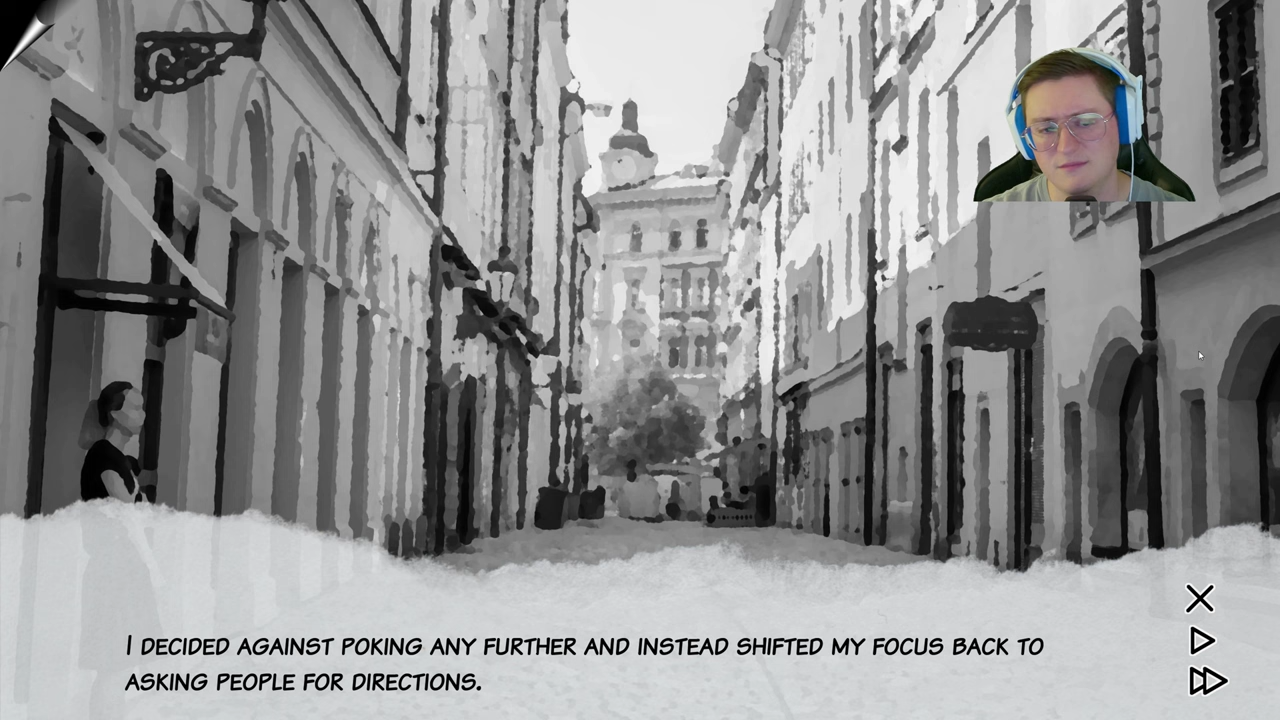 I DECIDED AGAINST POKING ANY FURTHER AND INSTEAD SHIFTED MY FOCUS BACK TO
ASKING PEOPLE FOR DIRECTIONS.